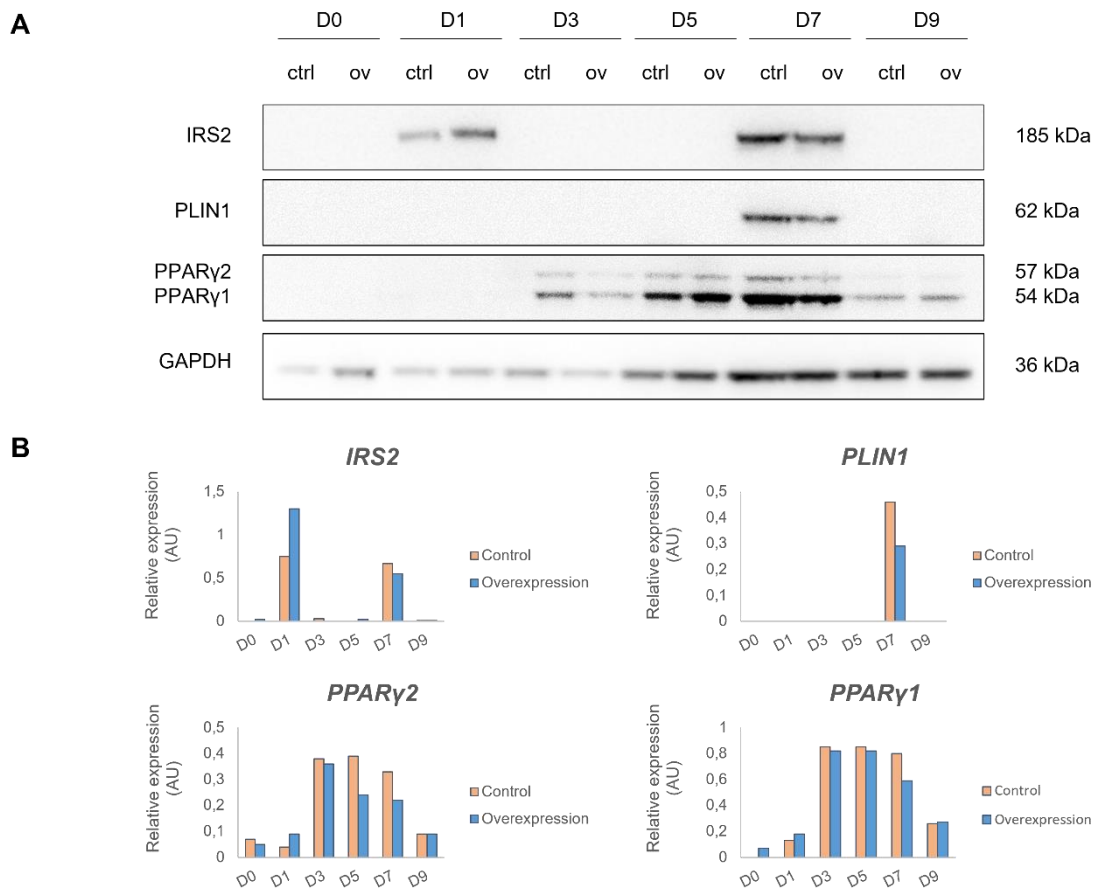 A
D0 D1 D3 D5 D7 D9
ctrl ov ctrl ov ctrl ov ctrl ov ctrl ov ctrl ov
IRS2 185 kDa
PLIN1 62 kDa
PPARγ2 57 kDa
PPARγ1 54 kDa
GAPDH 36 kDa
B
IRS2
Relative expression
(AU)
1,5
1
0,5
0
D0 D1 D3 D5 D7 D9
Control
Overexpression
PLIN1
Relative expression
(AU)
0,5
0,4
0,3
0,2
0,1
0
D0 D1 D3 D5 D7 D9
Control
Overexpression
PPARγ2
Relative expression
(AU)
0,5
0,4
0,3
0,2
0,1
0
D0 D1 D3 D5 D7 D9
Control
Overexpression
PPARγ1
Relative expression
(AU)
1
0,8
0,6
0,4
0,2
0
D0 D1 D3 D5 D7 D9
Control
Overexpression